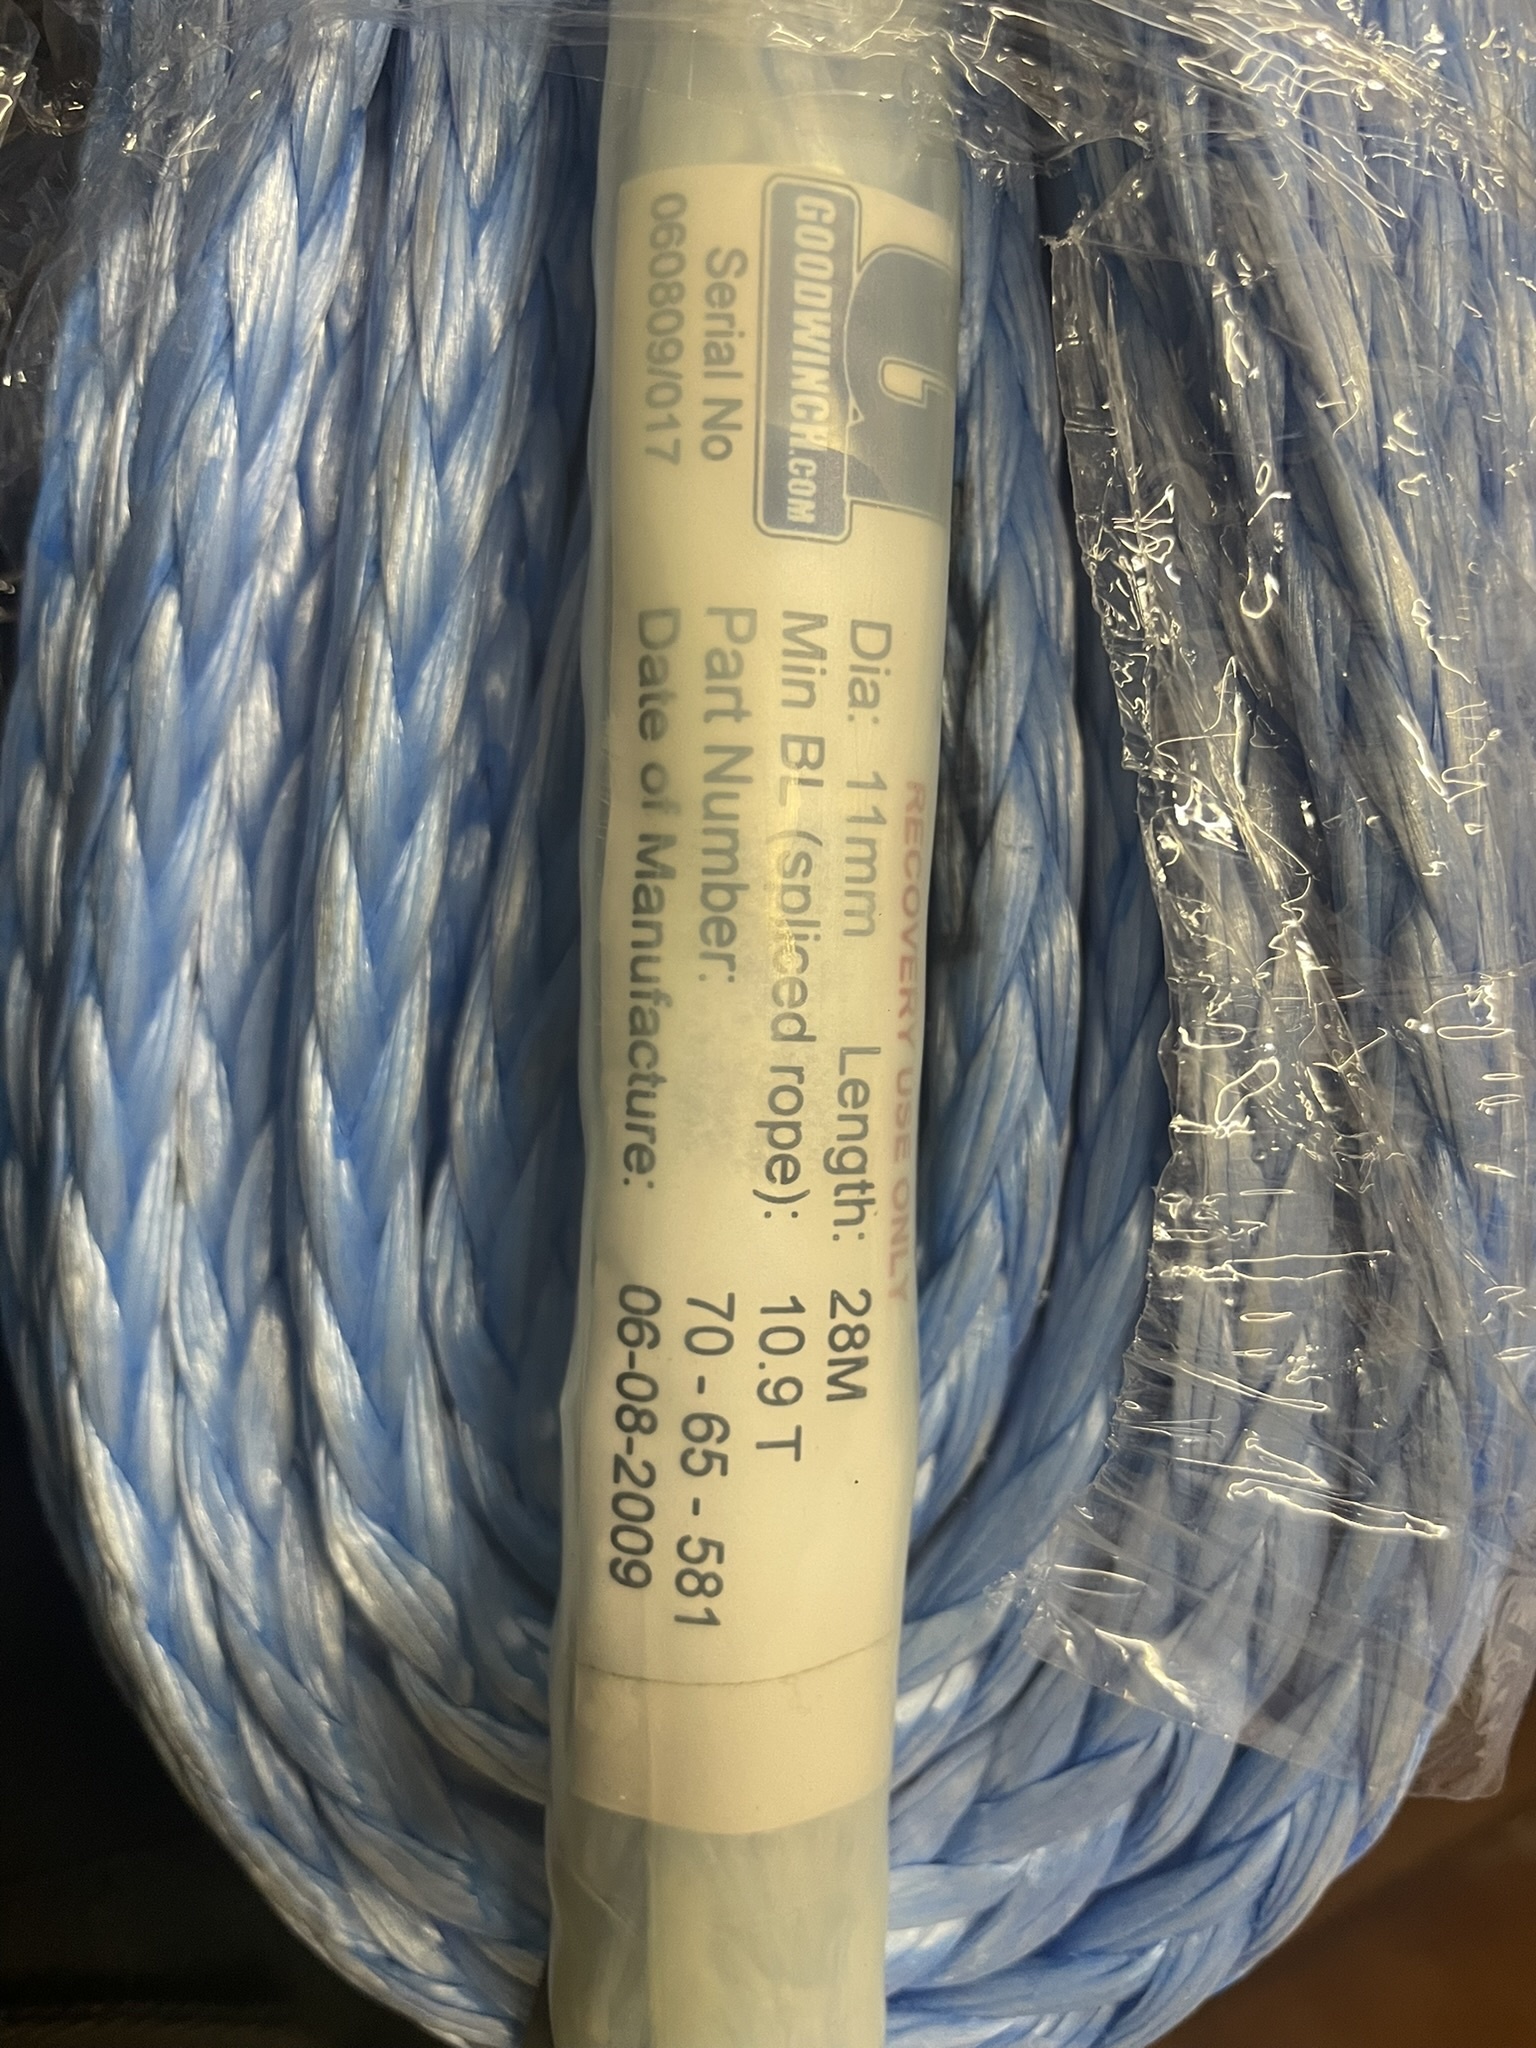 GOODWINCH.COM
Serial No
060809/017
RECOVERY USE ONLY
Dia: 11mm Length: 28M
Min BL (spliced rope): 10.9 T
Part Number: 70 - 65 - 581
Date of Manufacture: 06-08-2009